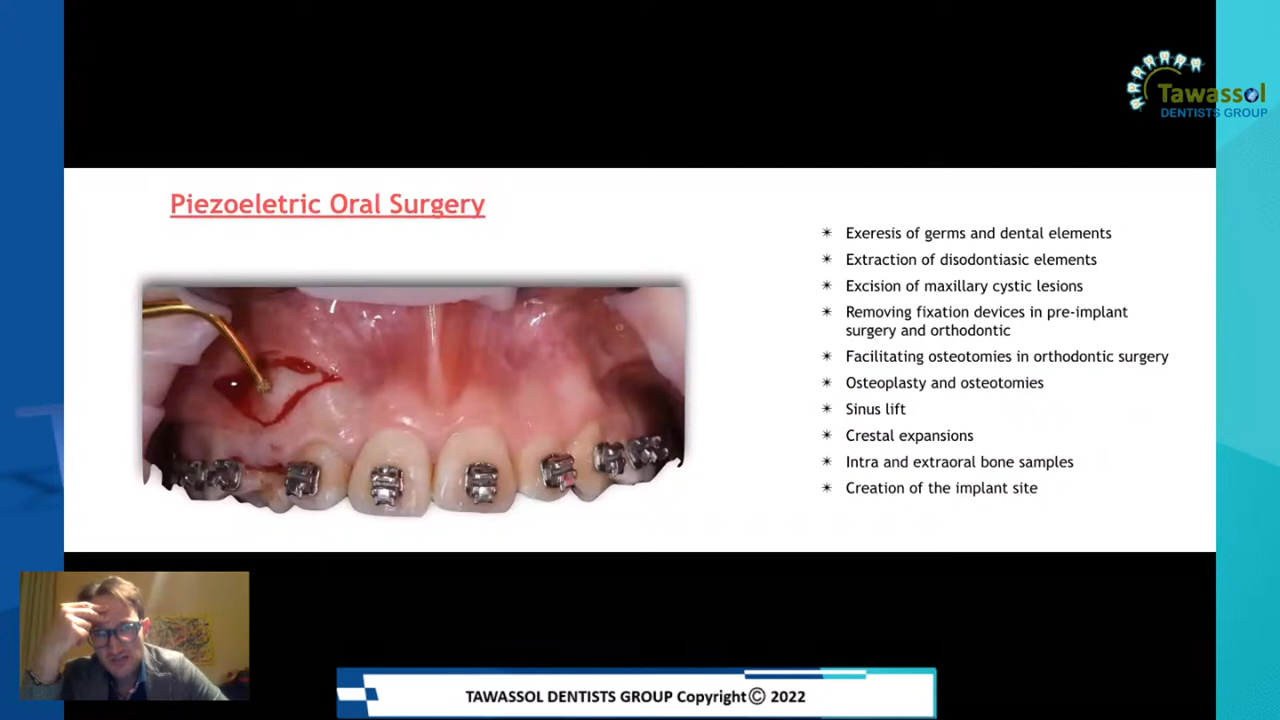 Tawassol
DENTISTS GROUP
Piezoeletric Oral Surgery
✴ Exeresis of germs and dental elements
✴ Extraction of disodontiasic elements
✴ Excision of maxillary cystic lesions
✴ Removing fixation devices in pre-implant
surgery and orthodontic
✴ Facilitating osteotomies in orthodontic surgery
✴ Osteoplasty and osteotomies
✴ Sinus lift
✴ Crestal expansions
✴ Intra and extraoral bone samples
✴ Creation of the implant site
TAWASSOL DENTISTS GROUP Copyright© 2022